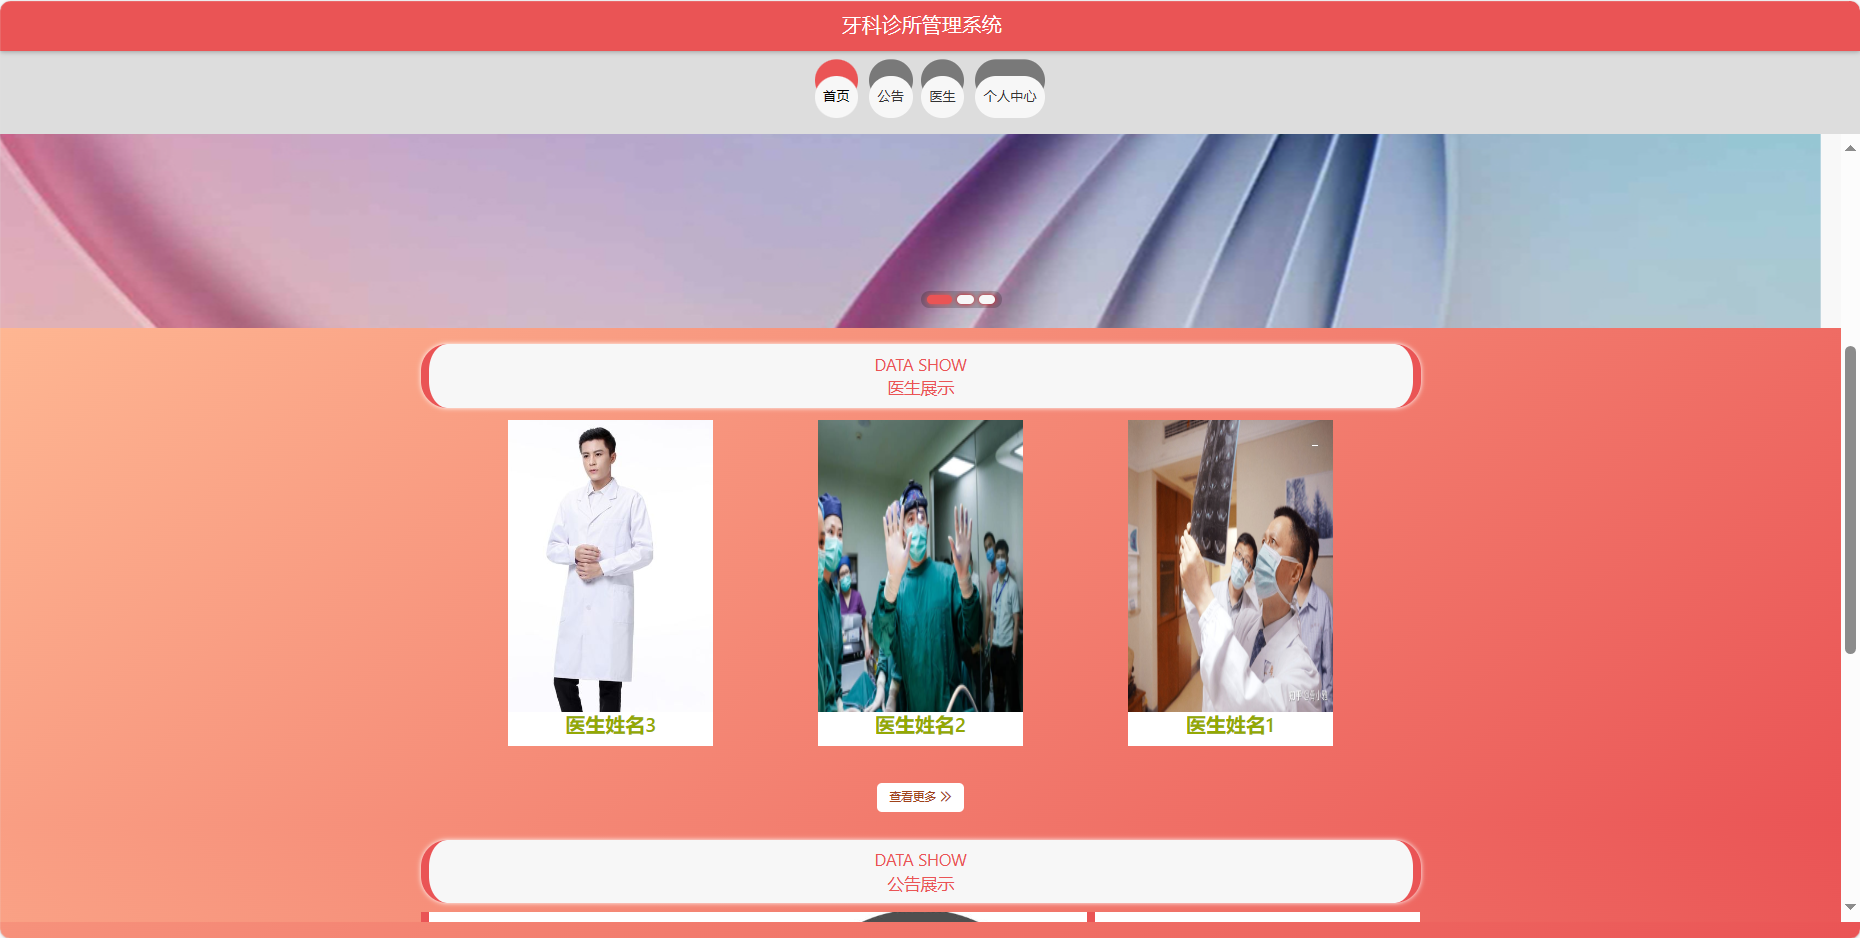 牙科诊所管理系统
首页 公告 医生 个人中心
DATA SHOW
医生展示
医生姓名3 医生姓名2 医生姓名1
查看更多
DATA SHOW
公告展示